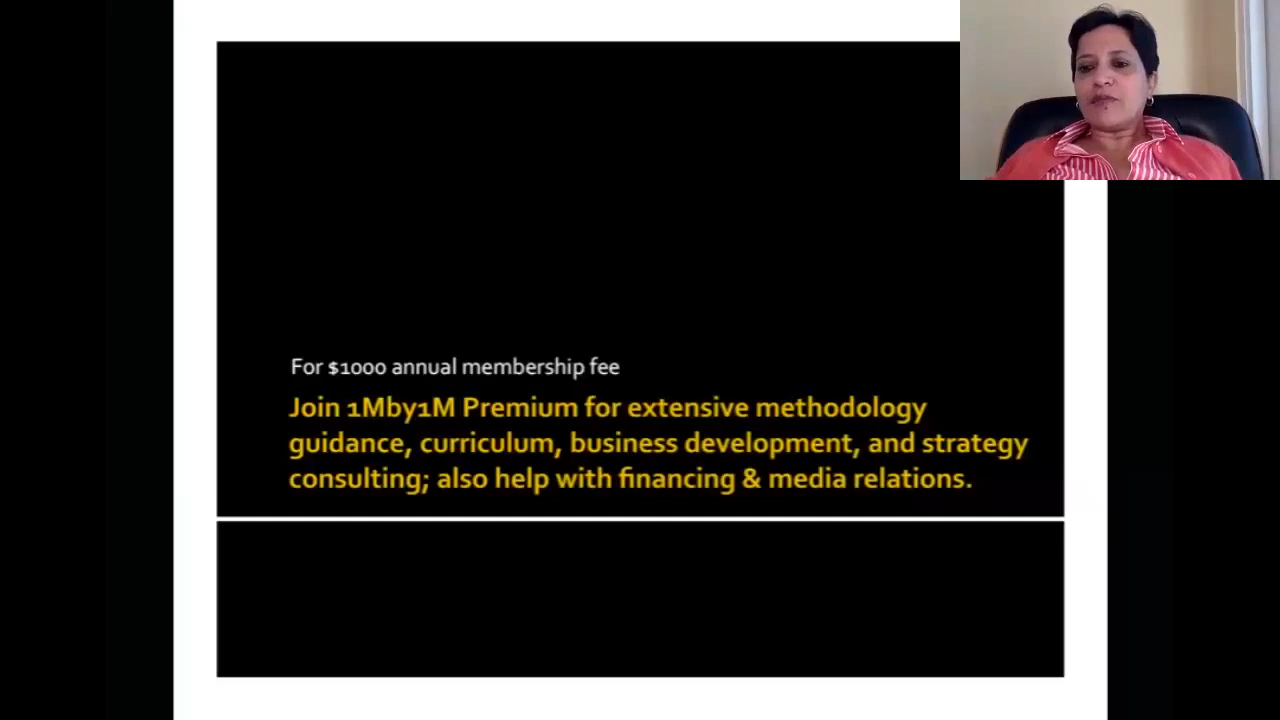 For $1000 annual membership fee
Join 1Mby1M Premium for extensive methodology
guidance, curriculum, business development, and strategy
consulting; also help with financing & media relations.